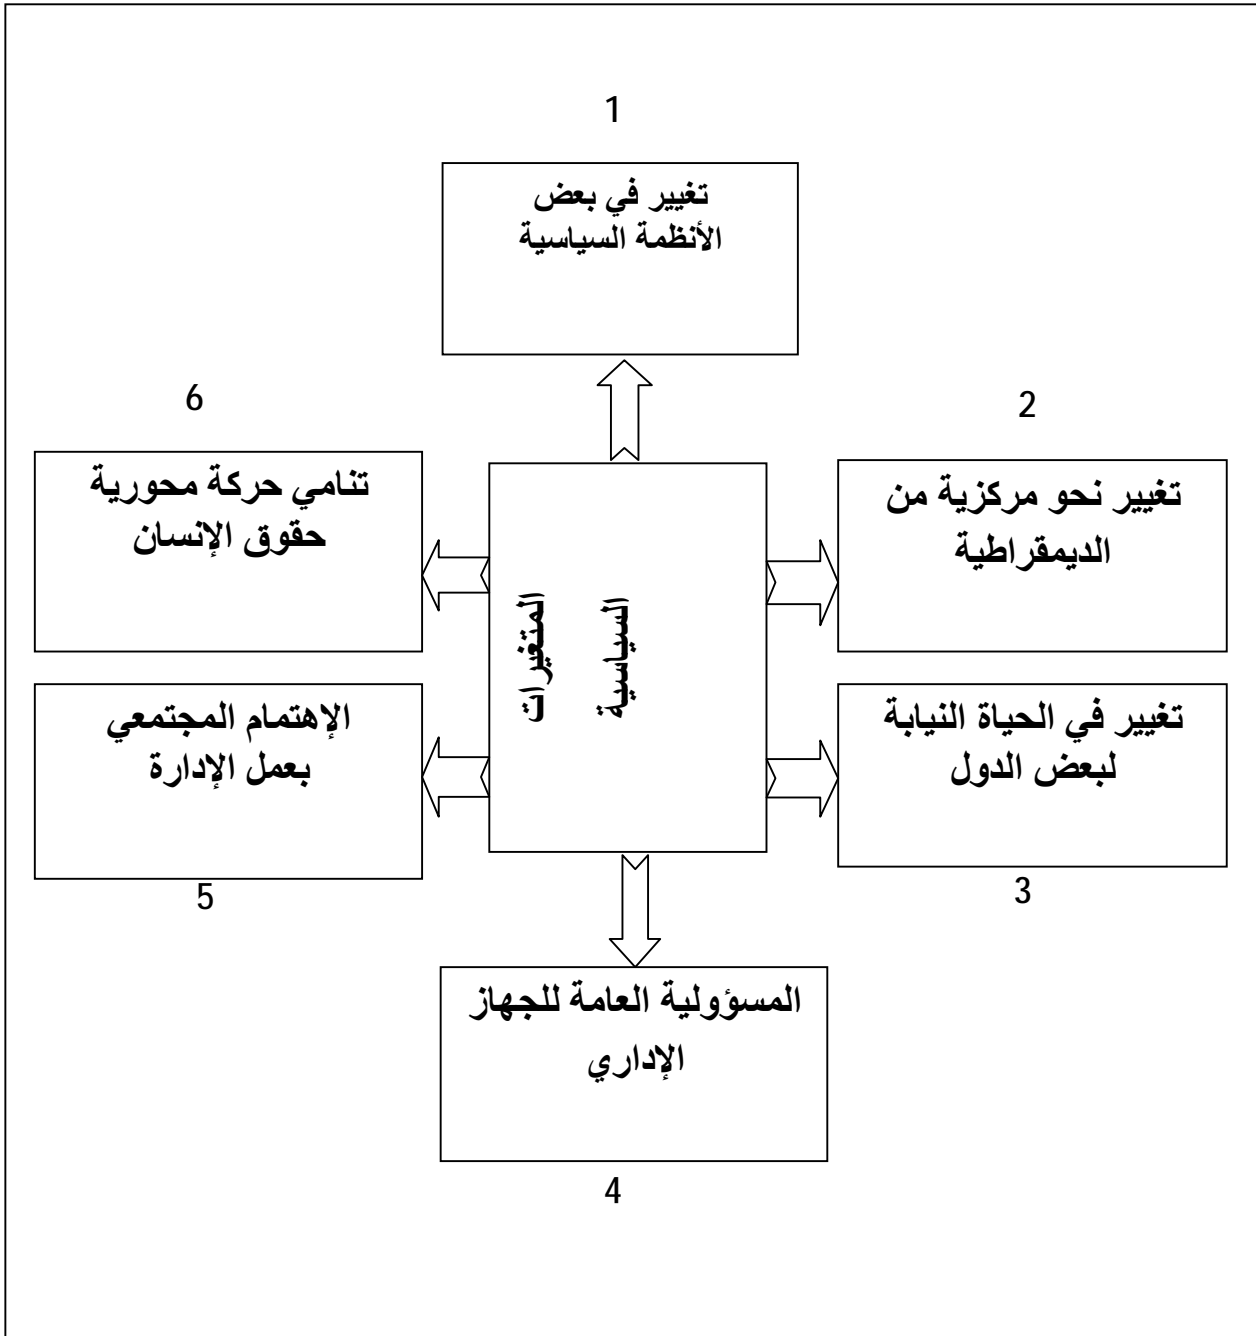 1
تغيير في بعض
الأنظمة السياسية
6
2
تنامي حركة محورية
حقوق الإنسان
تغيير نحو مركزية من
الديمقراطية
المتغيرات
السياسية
الإهتمام المجتمعي
بعمل الإدارة
تغيير في الحياة النيابة
لبعض الدول
5
3
المسؤولية العامة للجهاز
الإداري
4